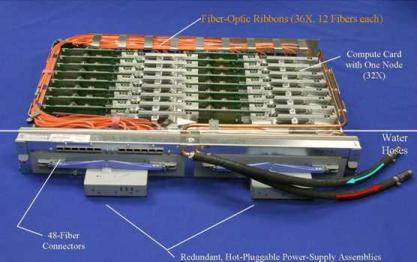 Fiber-Optic Ribbons (36X, 12 Fibers each)
Compute Card
with One Node
(32X)
Water
Hoses
48-Fiber
Connectors
Redundant, Hot-Pluggable Power-Supply Assemblies